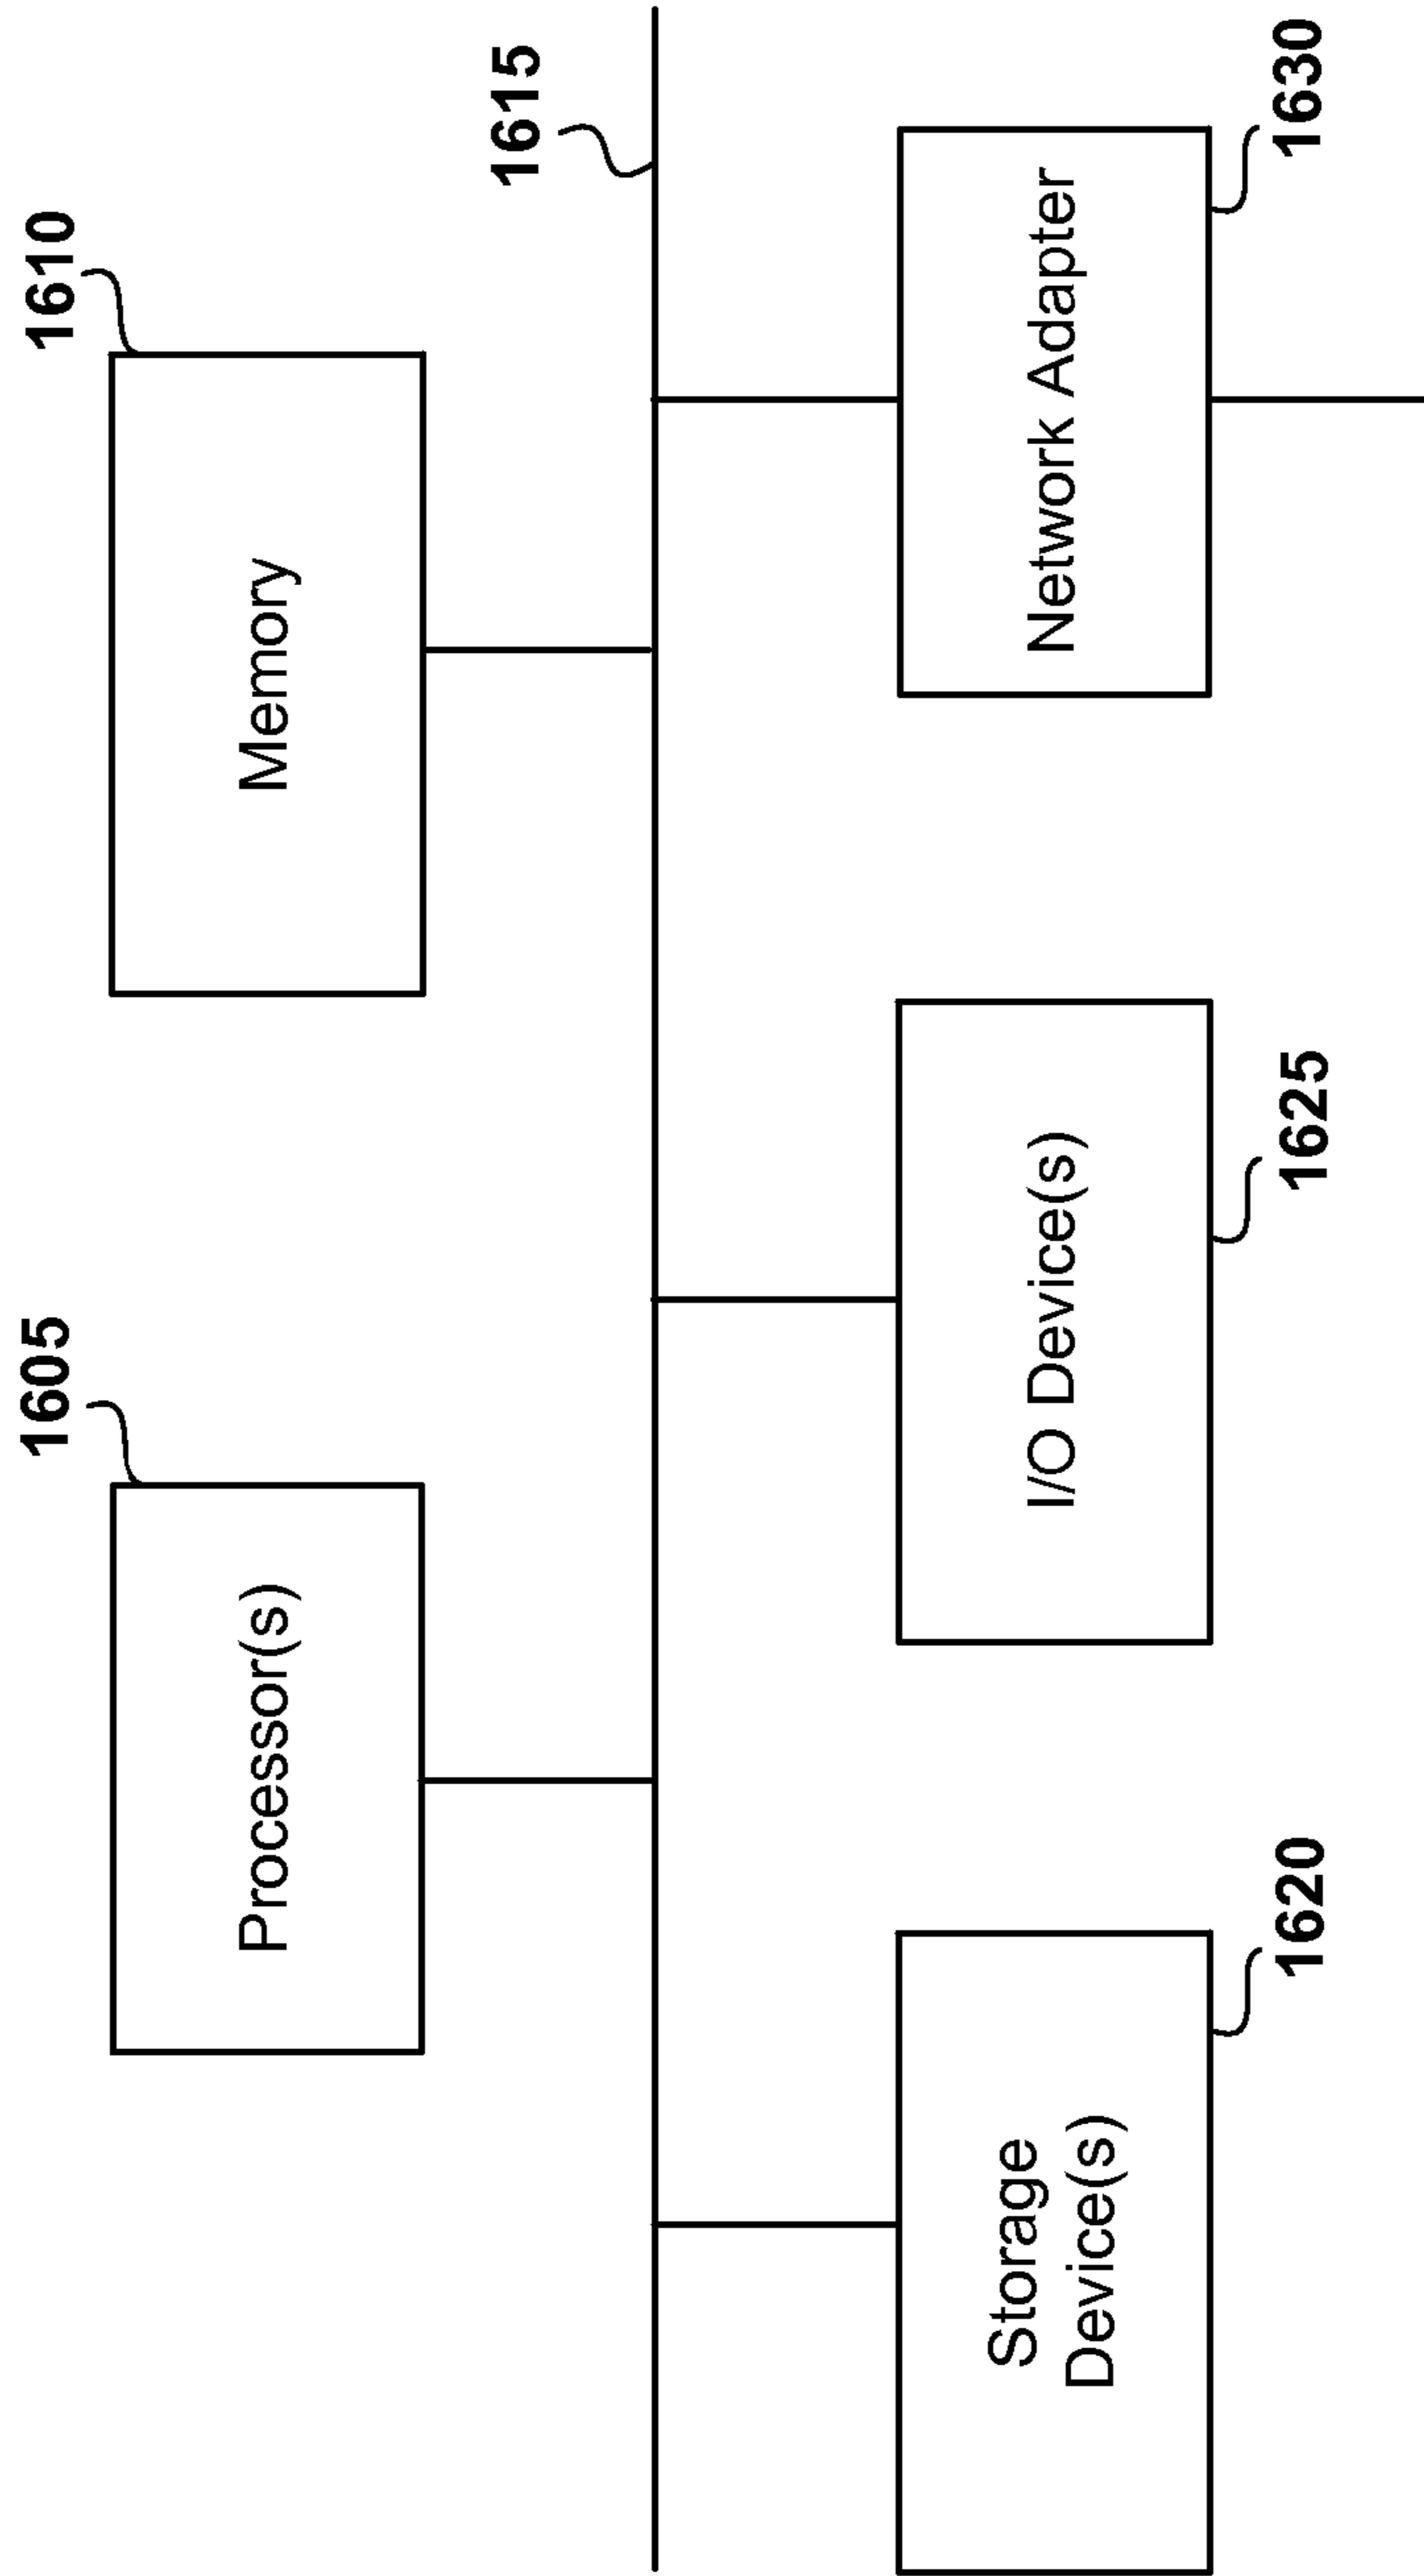 1605
1610
Processor(s)
Memory
1615
Storage
Device(s)
I/O Device(s)
Network Adapter
1620
1625
1630